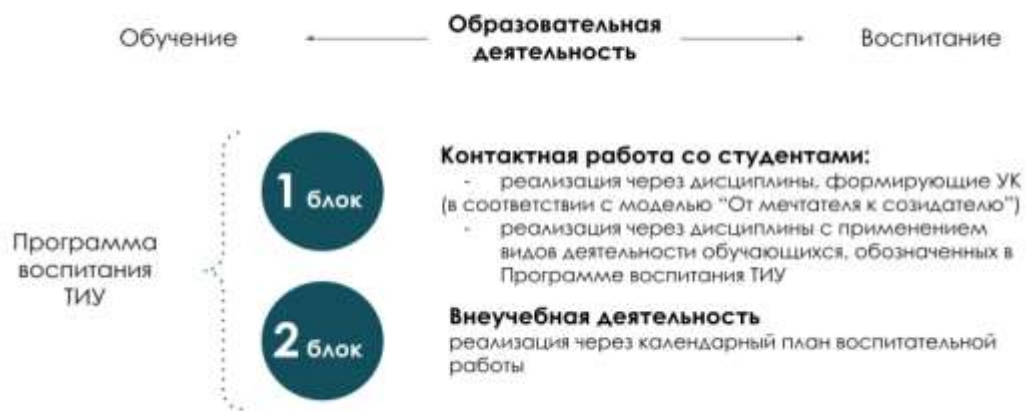 Обучение
Образовательная
деятельность
Воспитание
Программа
воспитания
ТИУ
1 блок
Контактная работа со студентами:
- реализация через дисциплины, формирующие УК
(в соответствии с моделью “От мечтателя к созидателю”)
- реализация через дисциплины с применением
видов деятельности обучающихся, обозначенных в
Программе воспитания ТИУ
2 блок
Внеучебная деятельность
реализация через календарный план воспитательной
работы